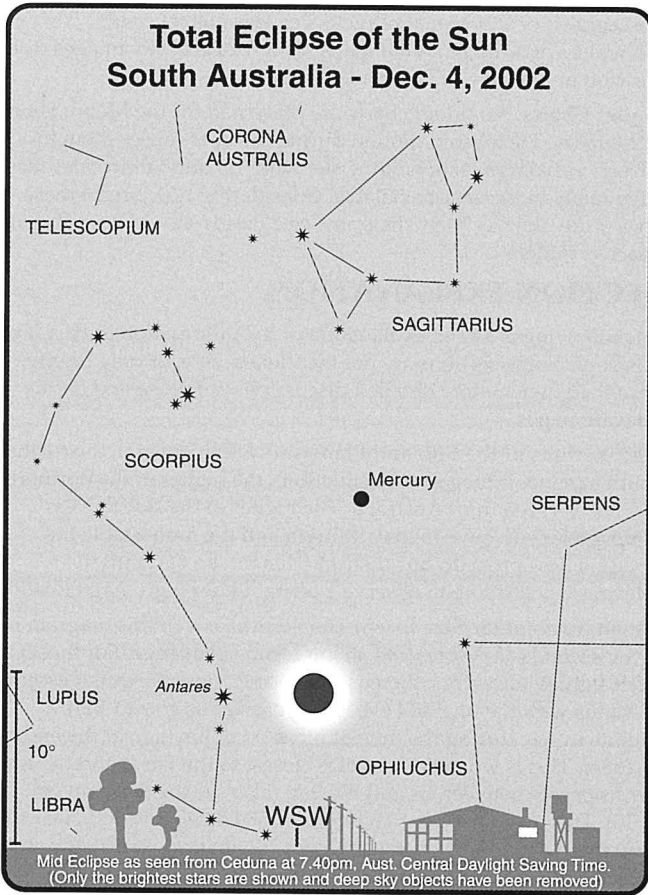 Total Eclipse of the Sun
South Australia - Dec. 4, 2002
CORONA
AUSTRALIS
TELESCOPIUM
SAGITTARIUS
SCORPIUS
Mercury
SERPENS
Antares
LUPUS
10°
OPHIUCHUS
LIBRA
WSW
Mid Eclipse as seen from Ceduna at 7.40pm, Aust. Central Daylight Saving Time.
(Only the brightest stars are shown and deep sky objects have been removed)